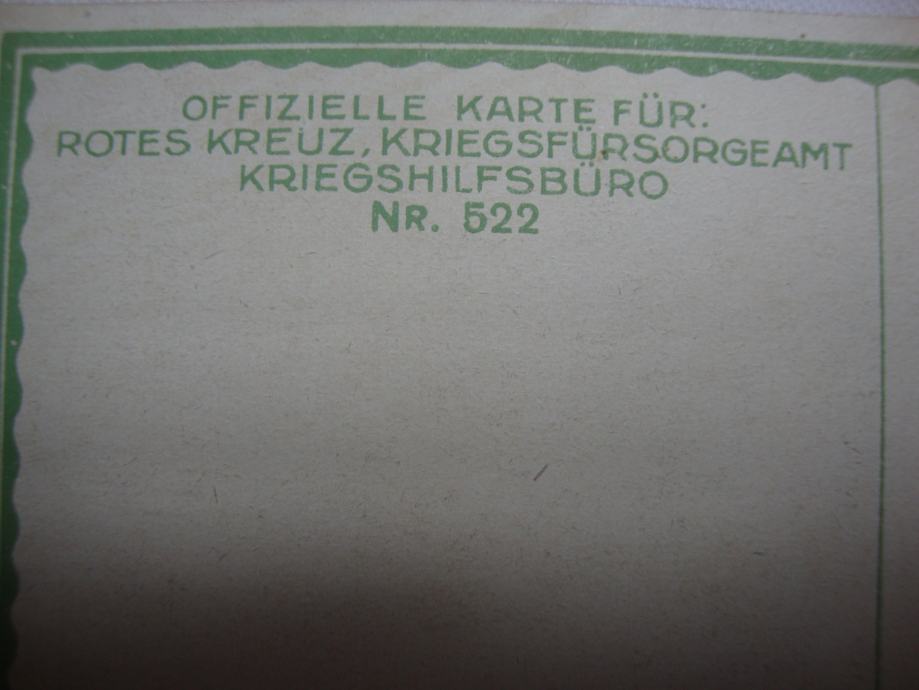 OFFIZIELLE KARTE FÜR:
ROTES KREUZ, KRIEGSFÜRSORGEAMT
KRIEGSHILFSBÜRO
NR. 522